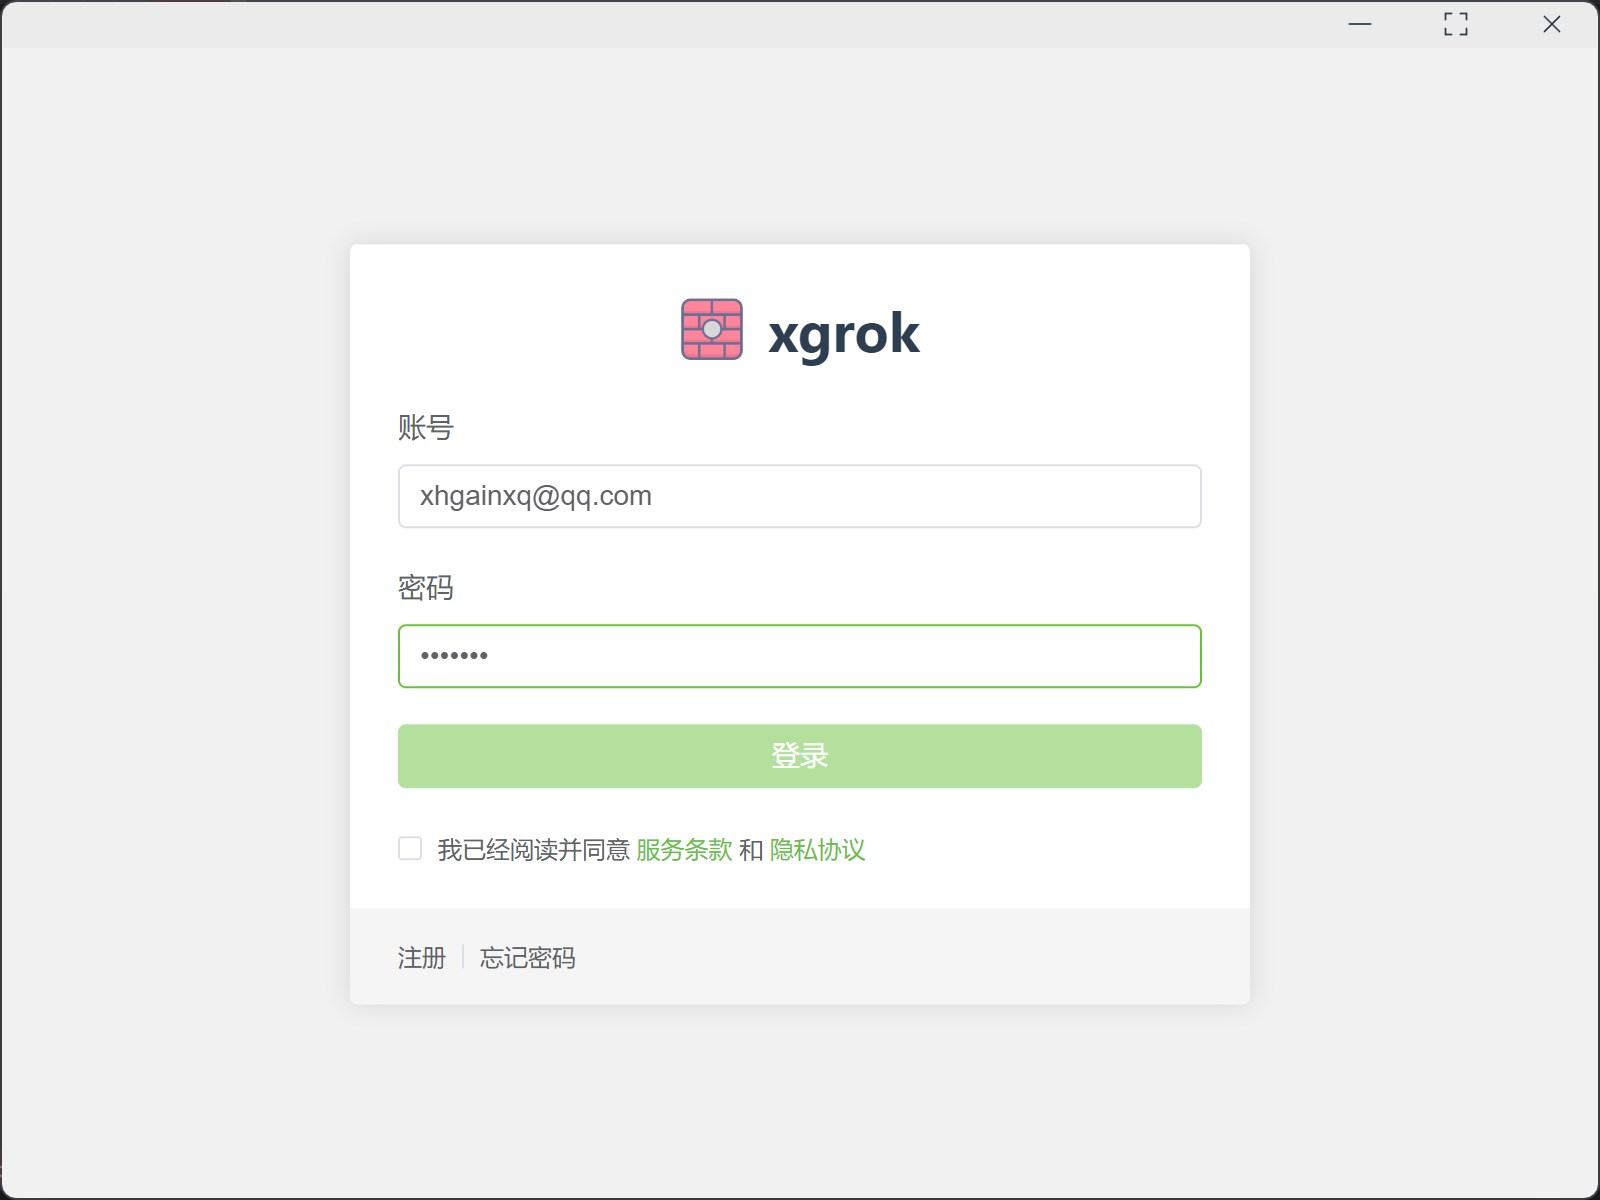 xgrok
账号
xhgainxq@qq.com
密码
•••••••
登录
我已经阅读并同意 服务条款 和 隐私协议
注册 忘记密码